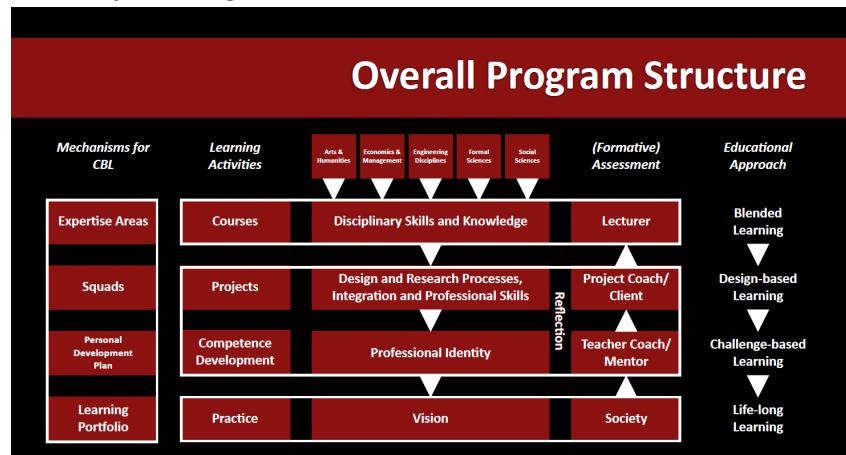 Overall Program Structure
Mechanisms for
CBL
Learning
Activities
Arts &
Humanities
Economics &
Management
Engineering
Disciplines
Formal
Sciences
Social
Sciences
(Formative)
Assessment
Educational
Approach
Expertise Areas
Courses
Disciplinary Skills and Knowledge
Lecturer
Blended
Learning
Squads
Projects
Design and Research Processes,
Integration and Professional Skills
Reflection
Project Coach/
Client
Design-based
Learning
Personal
Development
Plan
Competence
Development
Professional Identity
Teacher Coach/
Mentor
Challenge-based
Learning
Learning
Portfolio
Practice
Vision
Society
Life-long
Learning